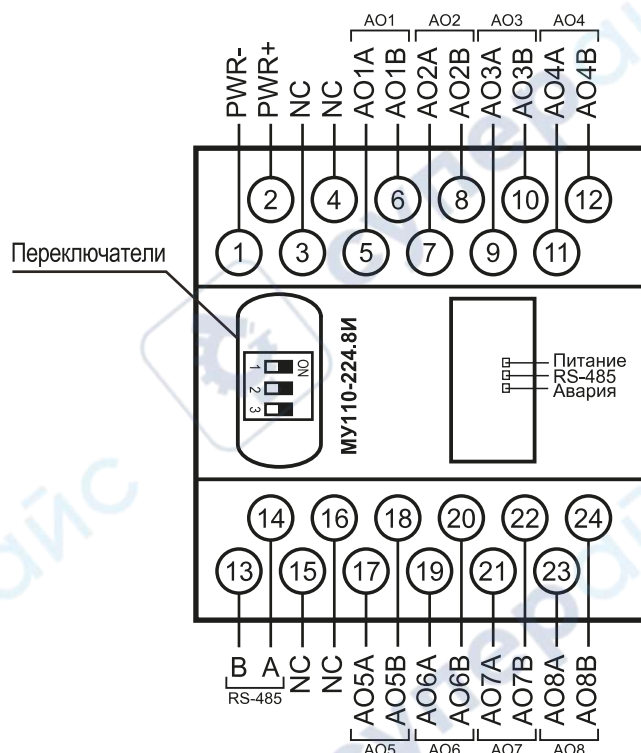 AO1 AO2 AO3 AO4
PWR- PWR+ NC NC AO1A AO1B AO2A AO2B AO3A AO3B AO4A AO4B
2 4 6 8 10 12
1 3 5 7 9 11
Переключатели
ON
1
2
3
МУ110-224.8И
Питание
RS-485
Авария
14 16 18 20 22 24
13 15 17 19 21 23
B A NC NC AO5A AO5B AO6A AO6B AO7A AO7B AO8A AO8B
RS-485
AO5 AO6 AO7 AO8